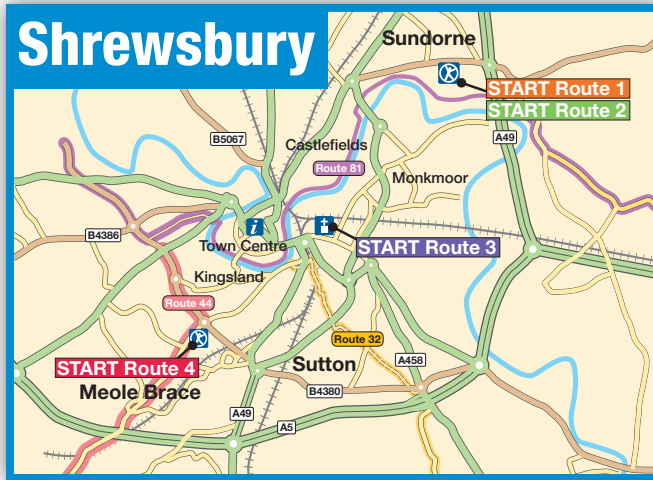 Shrewsbury
Sundorne
START Route 1
START Route 2
A49
B5067
Castlefields
Route 81
Monkmoor
i
B4386
Town Centre
START Route 3
Kingsland
Route 44
Route 32
START Route 4
Sutton
A458
Meole Brace
B4380
A49
A5